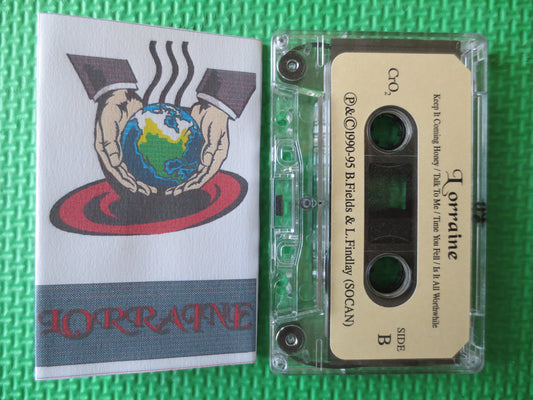 LORRAINE
Lorraine
Keep It Coming Honey / Talk To Me / Time You Fell / Is It All Worthwhile
CrO2
℗&©1990-95 B.Fields & L.Findlay (SOCAN)
SIDE
B